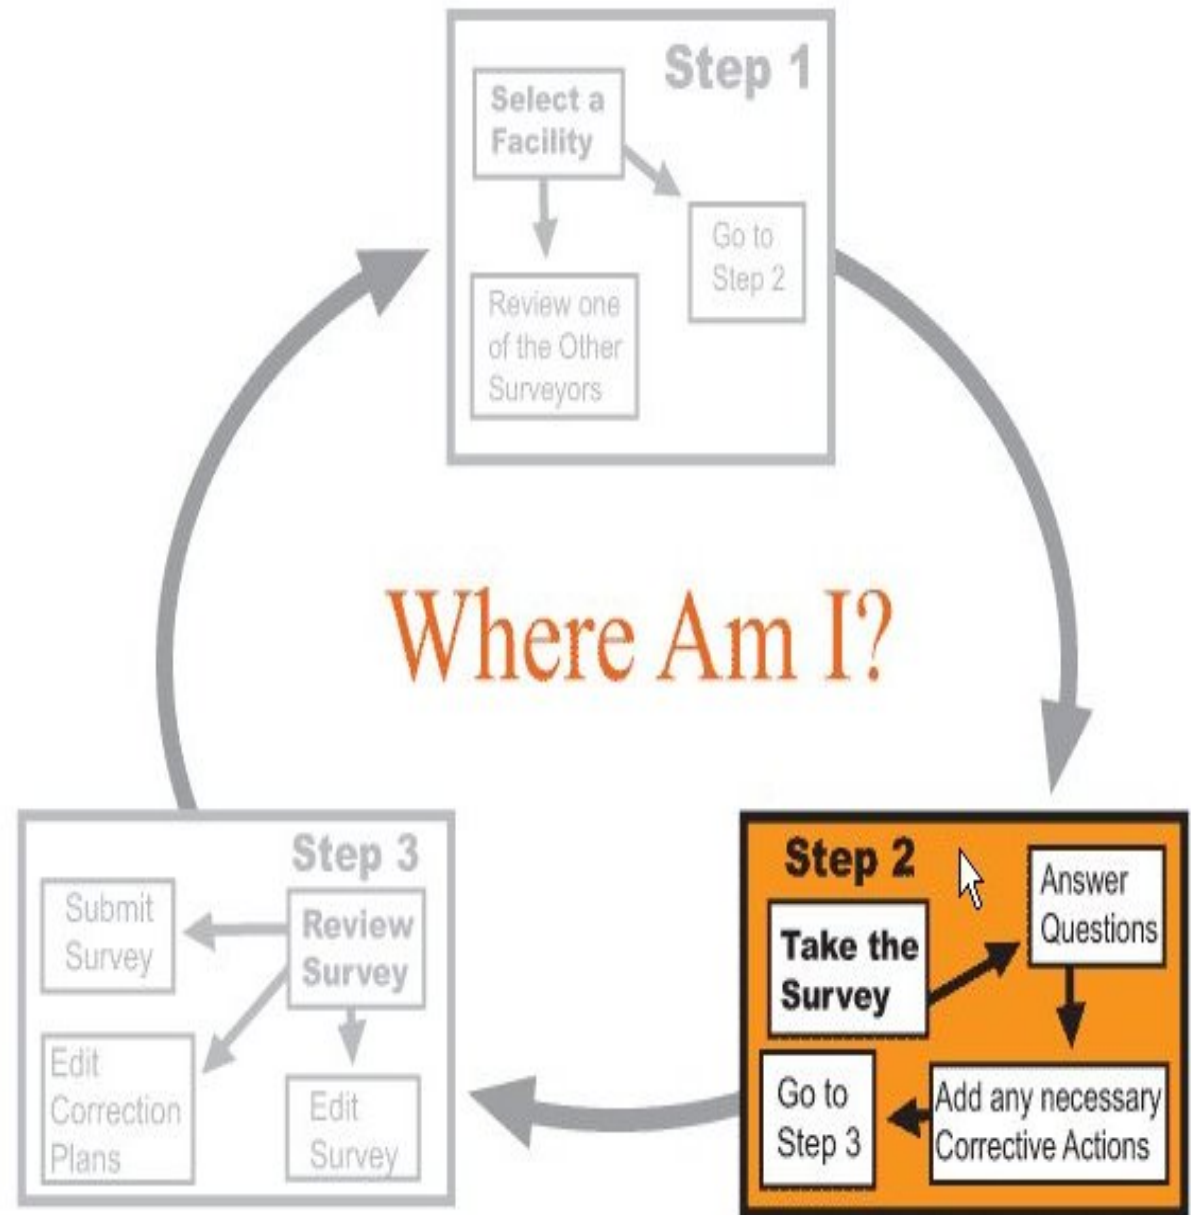 Step 1
Select a
Facility
Go to
Step 2
Review one
of the Other
Surveyors
Where Am I?
Step 2
Take the
Survey
Answer
Questions
Add any necessary
Corrective Actions
Go to
Step 3
Step 3
Review
Survey
Submit
Survey
Edit
Correction
Plans
Edit
Survey